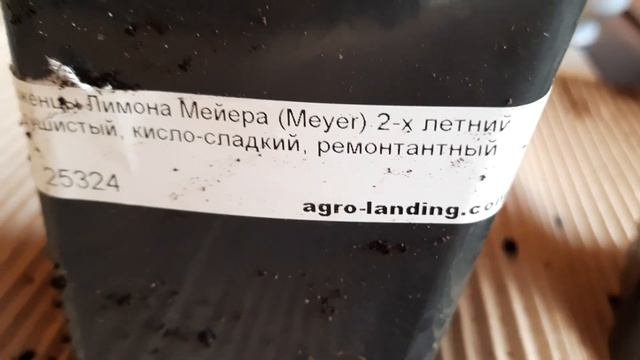 Лимона Мейера (Meyer) 2-х летний
кисло-сладкий, ремонтантный
25324
agro-landing.co